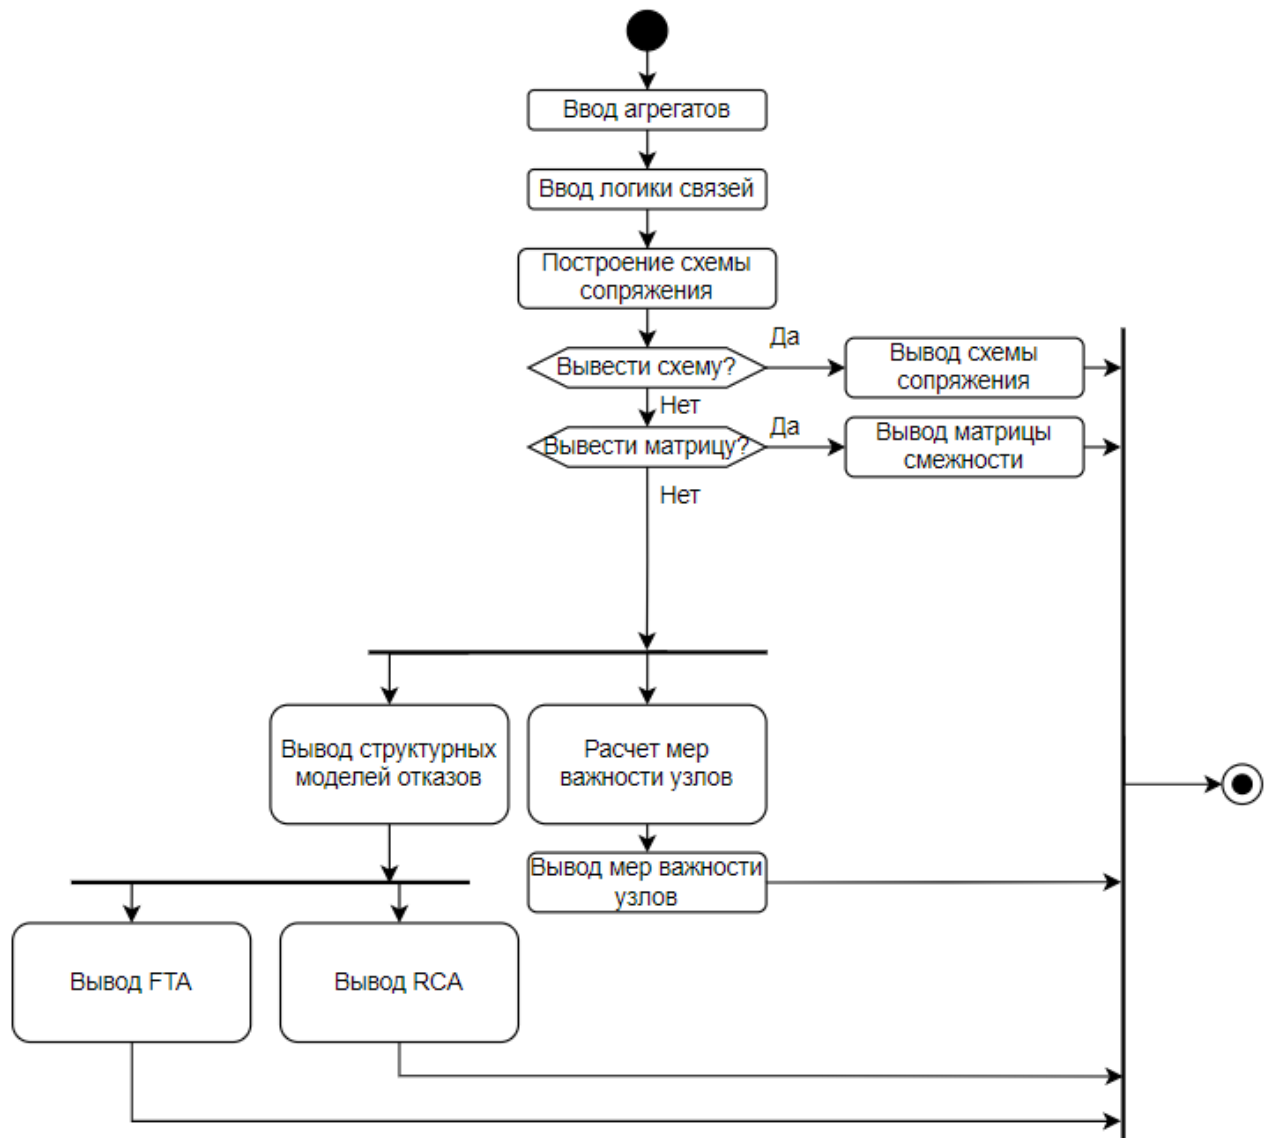 Ввод агрегатов
Ввод логики связей
Построение схемы
сопряжения
Вывести схему?
Да
Вывод схемы
сопряжения
Нет
Вывести матрицу?
Да
Вывод матрицы
смежности
Нет
Вывод структурных
моделей отказов
Расчет мер
важности узлов
Вывод мер важности
узлов
Вывод FTA
Вывод RCA